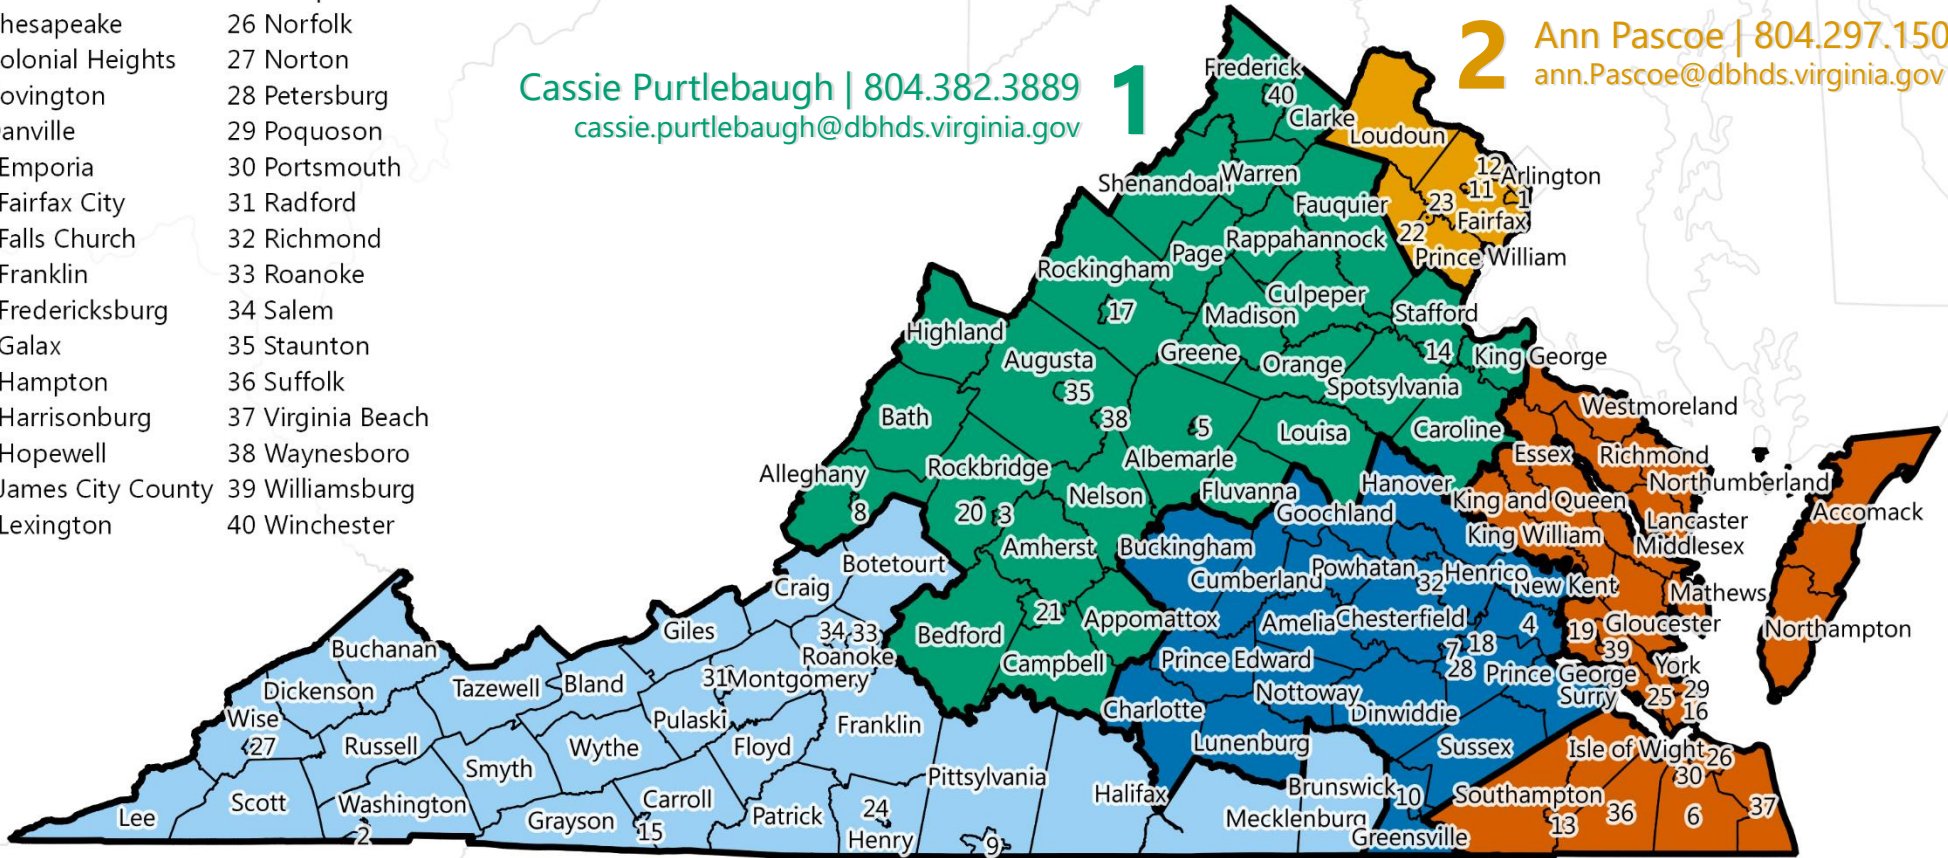 hesapeake 26 Norfolk
olonial Heights 27 Norton
ovington 28 Petersburg
anville 29 Poquoson
Emporia 30 Portsmouth
Fairfax City 31 Radford
Falls Church 32 Richmond
Franklin 33 Roanoke
Fredericksburg 34 Salem
Galax 35 Staunton
Hampton 36 Suffolk
Harrisonburg 37 Virginia Beach
Hopewell 38 Waynesboro
James City County 39 Williamsburg
Lexington 40 Winchester
Cassie Purtlebaugh | 804.382.3889
cassie.purtlebaugh@dbhds.virginia.gov
1
2
Ann Pascoe | 804.297.150
ann.Pascoe@dbhds.virginia.gov
Frederick
40
Clarke
Loudoun
12
Arlington
11
1
Shenandoah
Warren
Fauquier
23
Fairfax
22
Prince William
Rappahannock
Page
Rockingham
17
Culpeper
Madison
Stafford
Highland
Augusta
Greene
Orange
14
King George
35
Spotsylvania
Bath
38
5
Louisa
Caroline
Westmoreland
Alleghany
8
Rockbridge
Albemarle
Essex
Richmond
20
3
Nelson
Fluvanna
Hanover
King and Queen
Northumberland
Goochland
Lancaster
Accomack
Amherst
Buckingham
King William
Middlesex
Botetourt
Craig
Cumberland
Powhatan
32
Henrico
New Kent
Mathews
21
Appomattox
Amelia
Chesterfield
4
19
Gloucester
Northampton
Giles
34
33
Roanoke
Bedford
Campbell
Prince Edward
7
18
28
Prince George
39
York
Buchanan
Dickenson
Tazewell
Bland
31
Montgomery
Nottoway
Dinwiddie
Surry
25
29
16
Wise
27
Russell
Pulaski
Franklin
Charlotte
Wythe
Floyd
Lunenburg
Sussex
Isle of Wight
26
30
Smyth
Pittsylvania
Halifax
Brunswick
10
Southampton
36
6
37
13
Lee
Scott
Washington
2
Grayson
Carroll
15
Patrick
24
Henry
9
Mecklenburg
Greensville